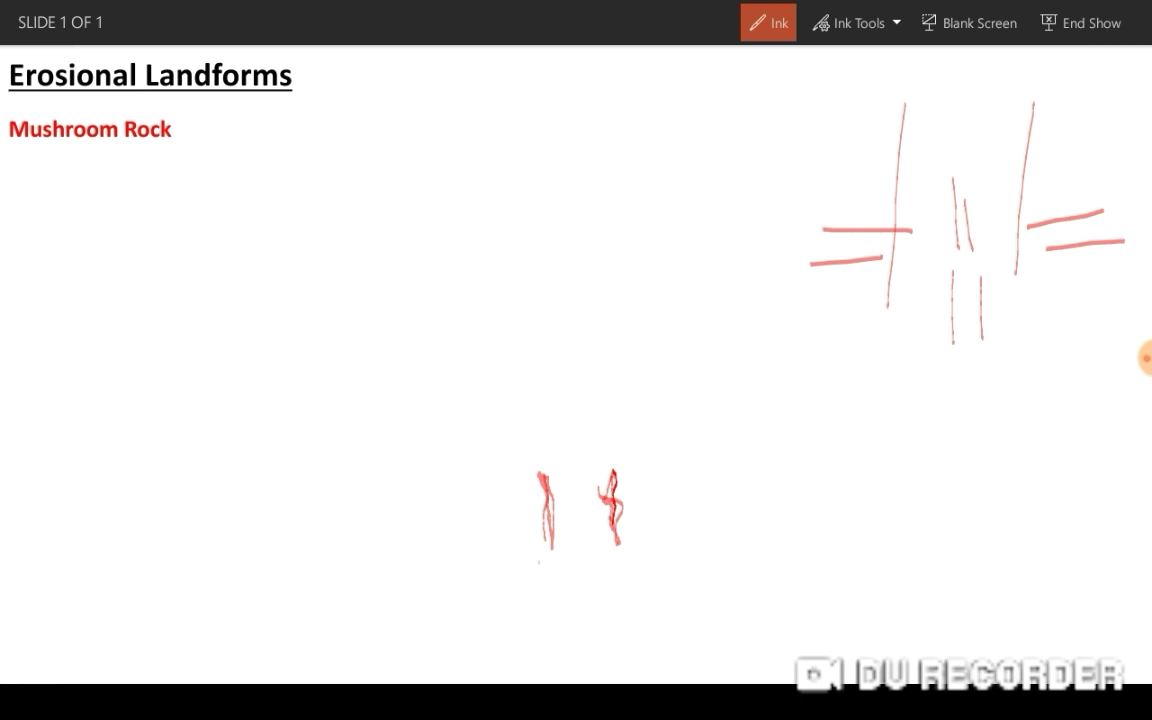 SLIDE 1 OF 1
Ink
Ink Tools
Blank Screen
End Show
Erosional Landforms
Mushroom Rock
DU RECORDER